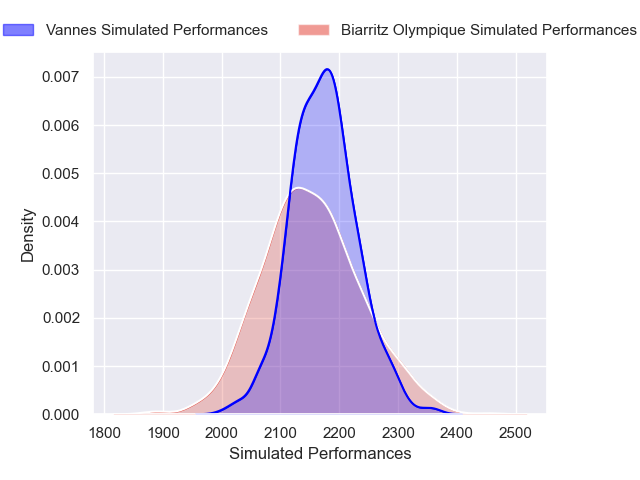 Vannes Simulated Performances
Biarritz Olympique Simulated Performances
0.007
0.006
0.005
0.004
0.003
0.002
0.001
0.000
Density
1800 1900 2000 2100 2200 2300 2400 2500
Simulated Performances